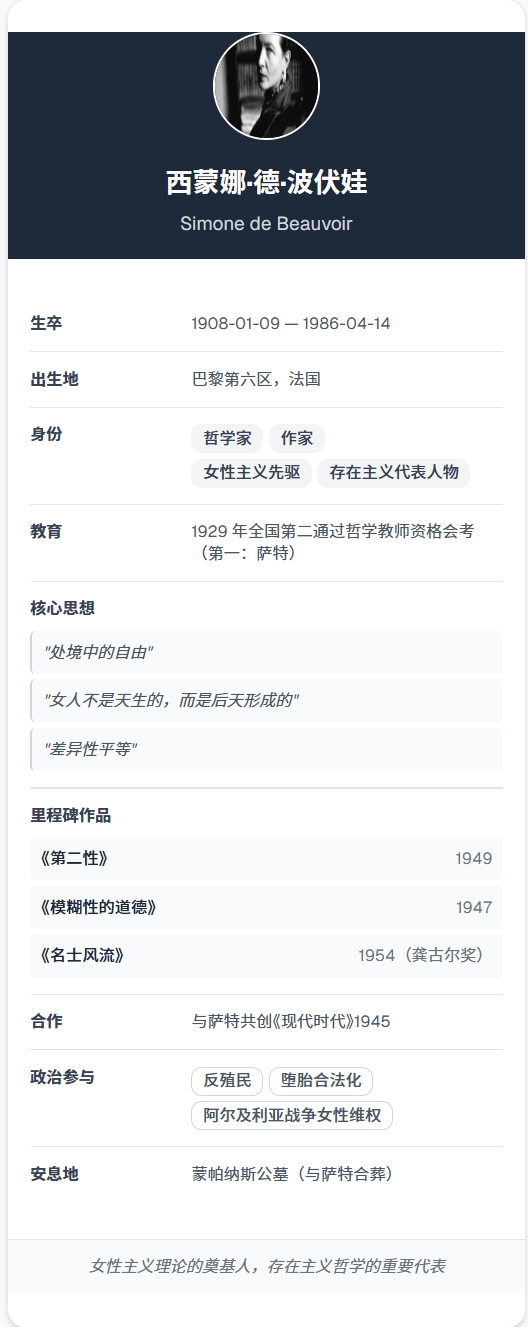 西蒙娜·德·波伏娃
Simone de Beauvoir
生卒
1908-01-09 — 1986-04-14
出生地
巴黎第六区，法国
身份
哲学家 作家
女性主义先驱 存在主义代表人物
教育
1929 年全国第二通过哲学教师资格会考
（第一：萨特）
核心思想
"处境中的自由"
"女人不是天生的，而是后天形成的"
"差异性平等"
里程碑作品
《第二性》 1949
《模糊性的道德》 1947
《名士风流》 1954（龚古尔奖）
合作
与萨特共创《现代时代》1945
政治参与
反殖民 堕胎合法化
阿尔及利亚战争女性维权
安息地
蒙帕纳斯公墓（与萨特合葬）
女性主义理论的奠基人，存在主义哲学的重要代表